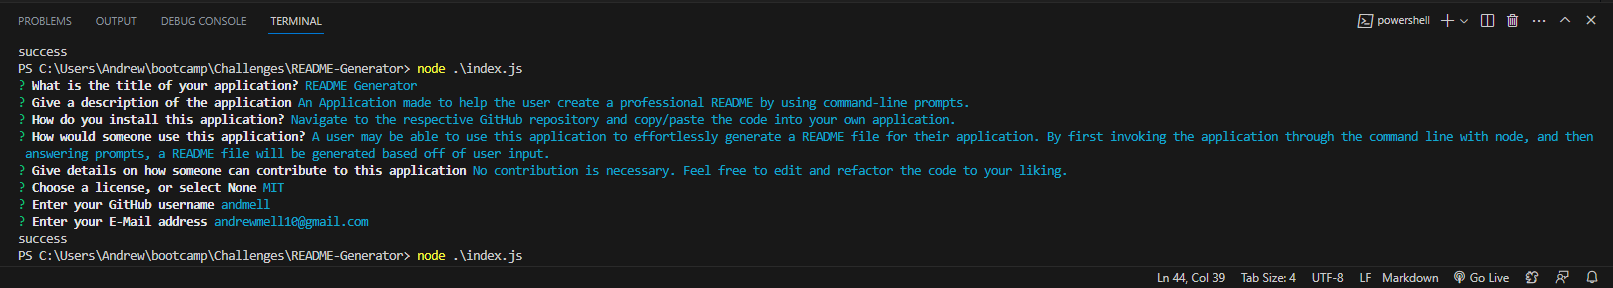 PROBLEMS OUTPUT DEBUG CONSOLE TERMINAL powershell
success
PS C:\Users\Andrew\bootcamp\Challenges\README-Generator> node .\index.js
? What is the title of your application? README Generator
? Give a description of the application An Application made to help the user create a professional README by using command-line prompts.
? How do you install this application? Navigate to the respective GitHub repository and copy/paste the code into your own application.
? How would someone use this application? A user may be able to use this application to effortlessly generate a README file for their application. By first invoking the application through the command line with node, and then
answering prompts, a README file will be generated based off of user input.
? Give details on how someone can contribute to this application No contribution is necessary. Feel free to edit and refactor the code to your liking.
? Choose a license, or select None MIT
? Enter your GitHub username andmell
? Enter your E-Mail address andrewmell10@gmail.com
success
PS C:\Users\Andrew\bootcamp\Challenges\README-Generator> node .\index.js
Ln 44, Col 39 Tab Size: 4 UTF-8 LF Markdown Go Live